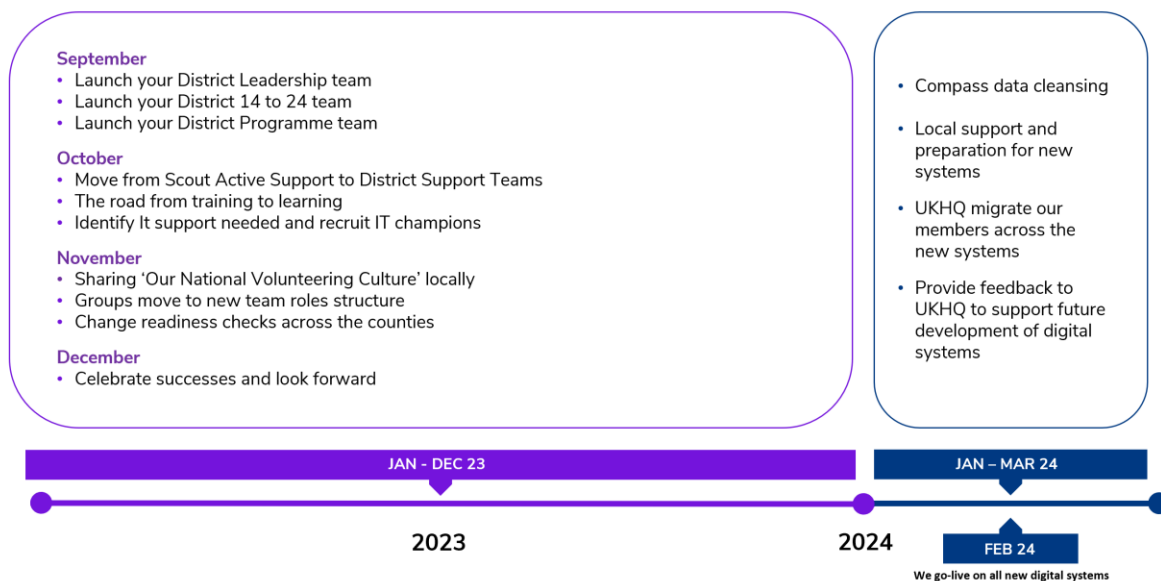 September
• Launch your District Leadership team
• Launch your District 14 to 24 team
• Launch your District Programme team
October
• Move from Scout Active Support to District Support Teams
• The road from training to learning
• Identify It support needed and recruit IT champions
November
• Sharing ‘Our National Volunteering Culture’ locally
• Groups move to new team roles structure
• Change readiness checks across the counties
December
• Celebrate successes and look forward
• Compass data cleansing
• Local support and
preparation for new
systems
• UKHQ migrate our
members across the
new systems
• Provide feedback to
UKHQ to support future
development of digital
systems
JAN - DEC 23
JAN – MAR 24
2023
2024
FEB 24
We go-live on all new digital systems